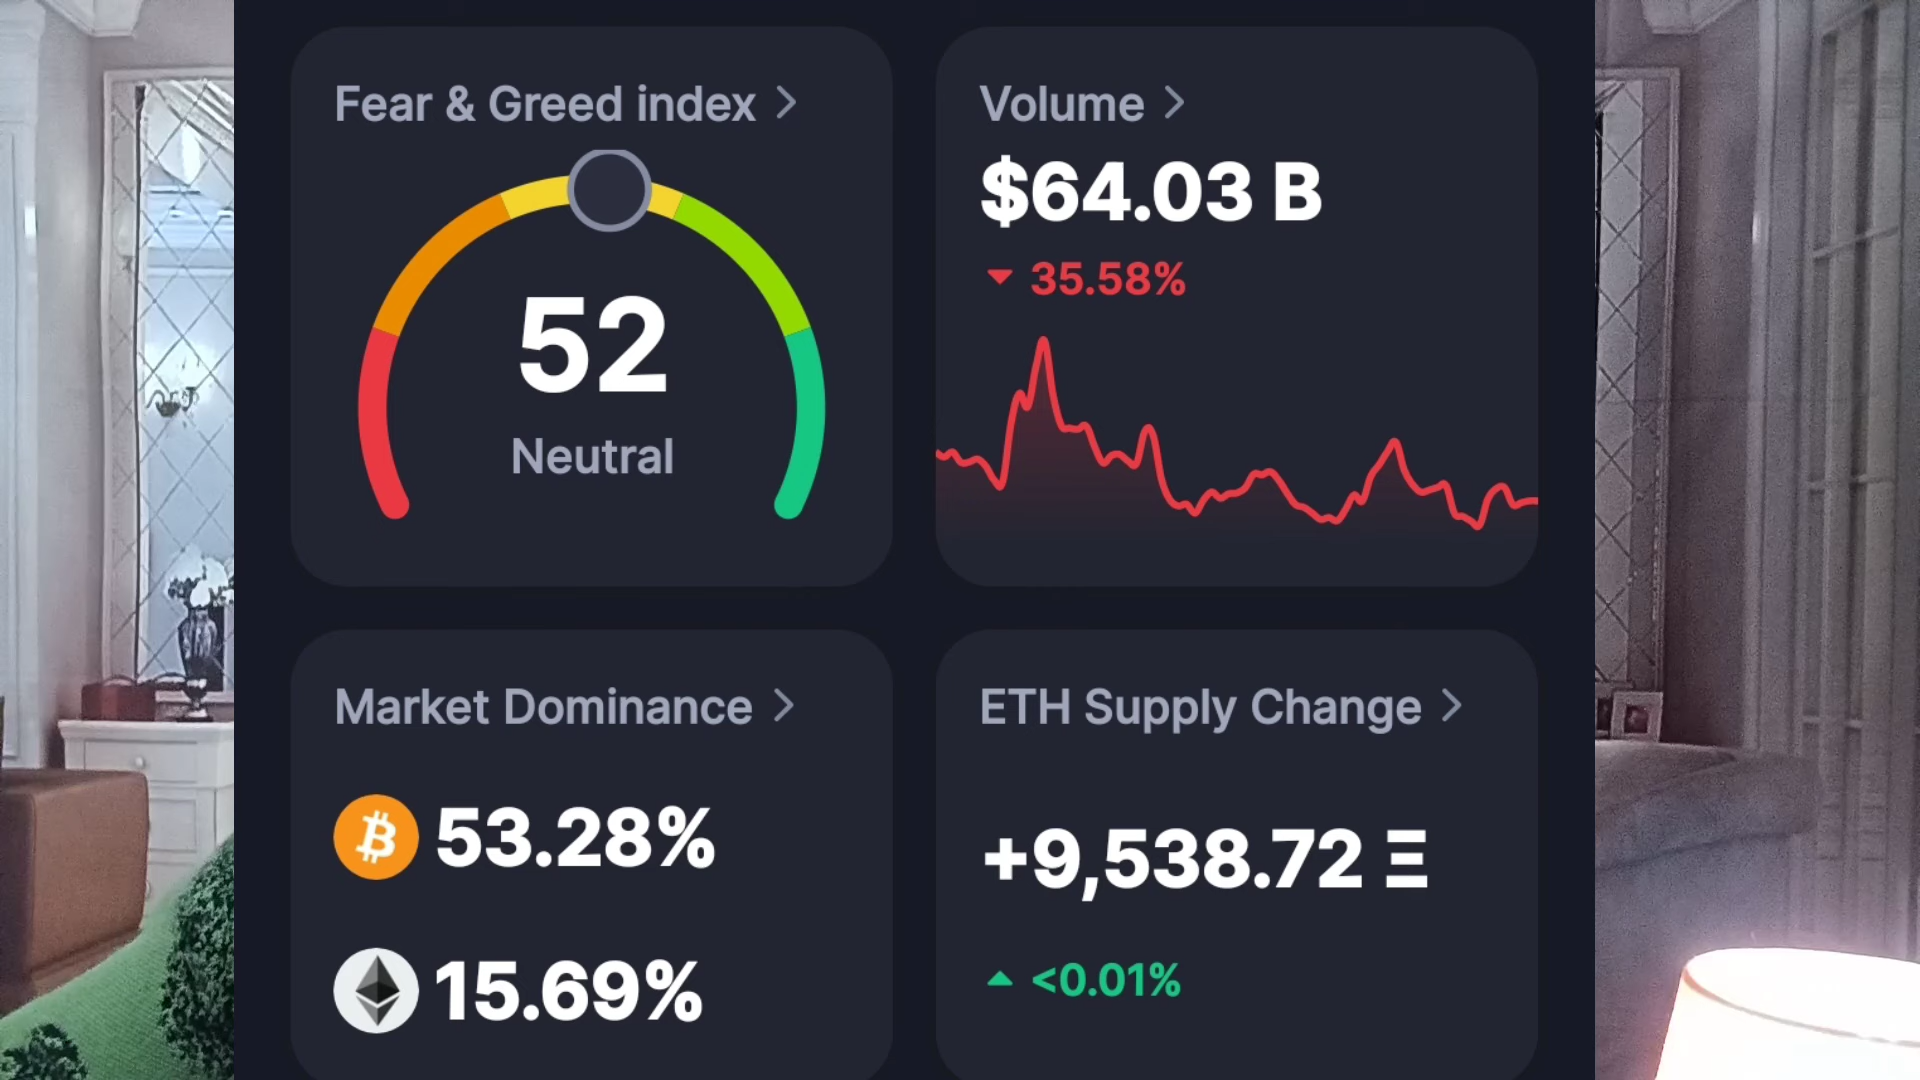 Fear & Greed index >
52
Neutral
Volume >
$64.03 B
35.58%
Market Dominance >
53.28%
15.69%
ETH Supply Change >
+9,538.72 Ξ
<0.01%